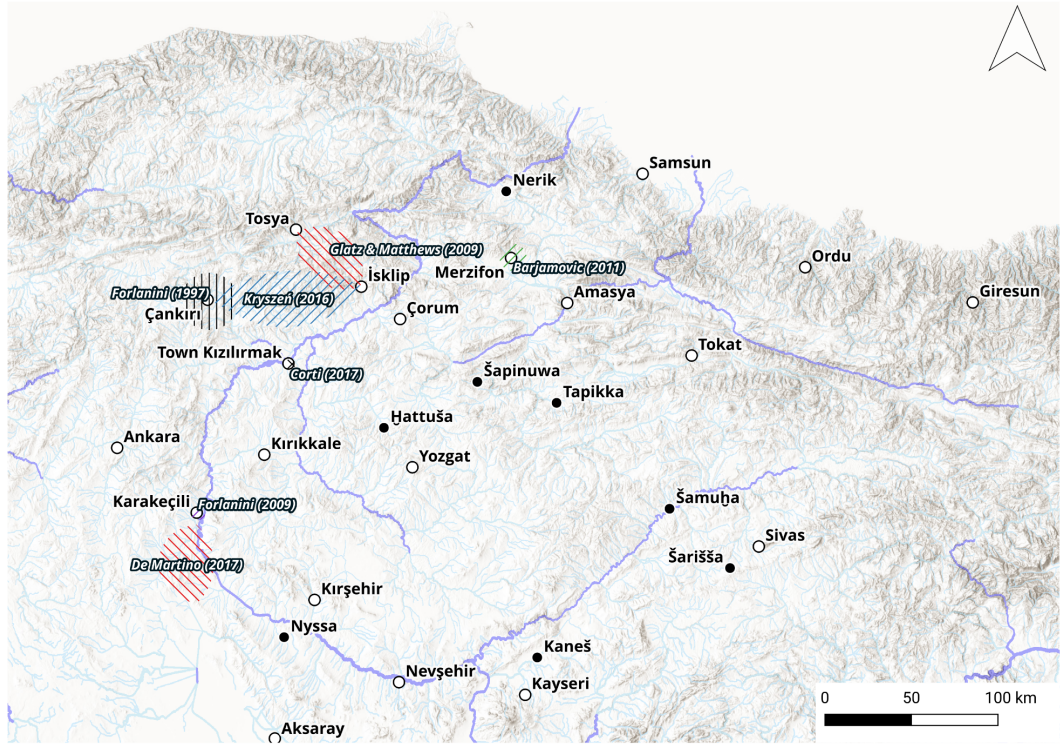 Samsun
Nerik
Tosya
Glatz & Matthews (2009)
Ordu
Merzifon
Barjamovic (2011)
İsklip
Forlanini (1997)
Kryszeń (2016)
Amasya
Giresun
Çankırı
Çorum
Town Kızılırmak
Tokat
Corti (2017)
Šapinuwa
Tapikka
Ḫattuša
Ankara
Kırıkkale
Yozgat
Karakeçili
Forlanini (2009)
Šamuḫa
Sivas
De Martino (2017)
Šarišša
Kırşehir
Nyssa
Kaneš
Nevşehir
Kayseri
0 50 100 km
Aksaray